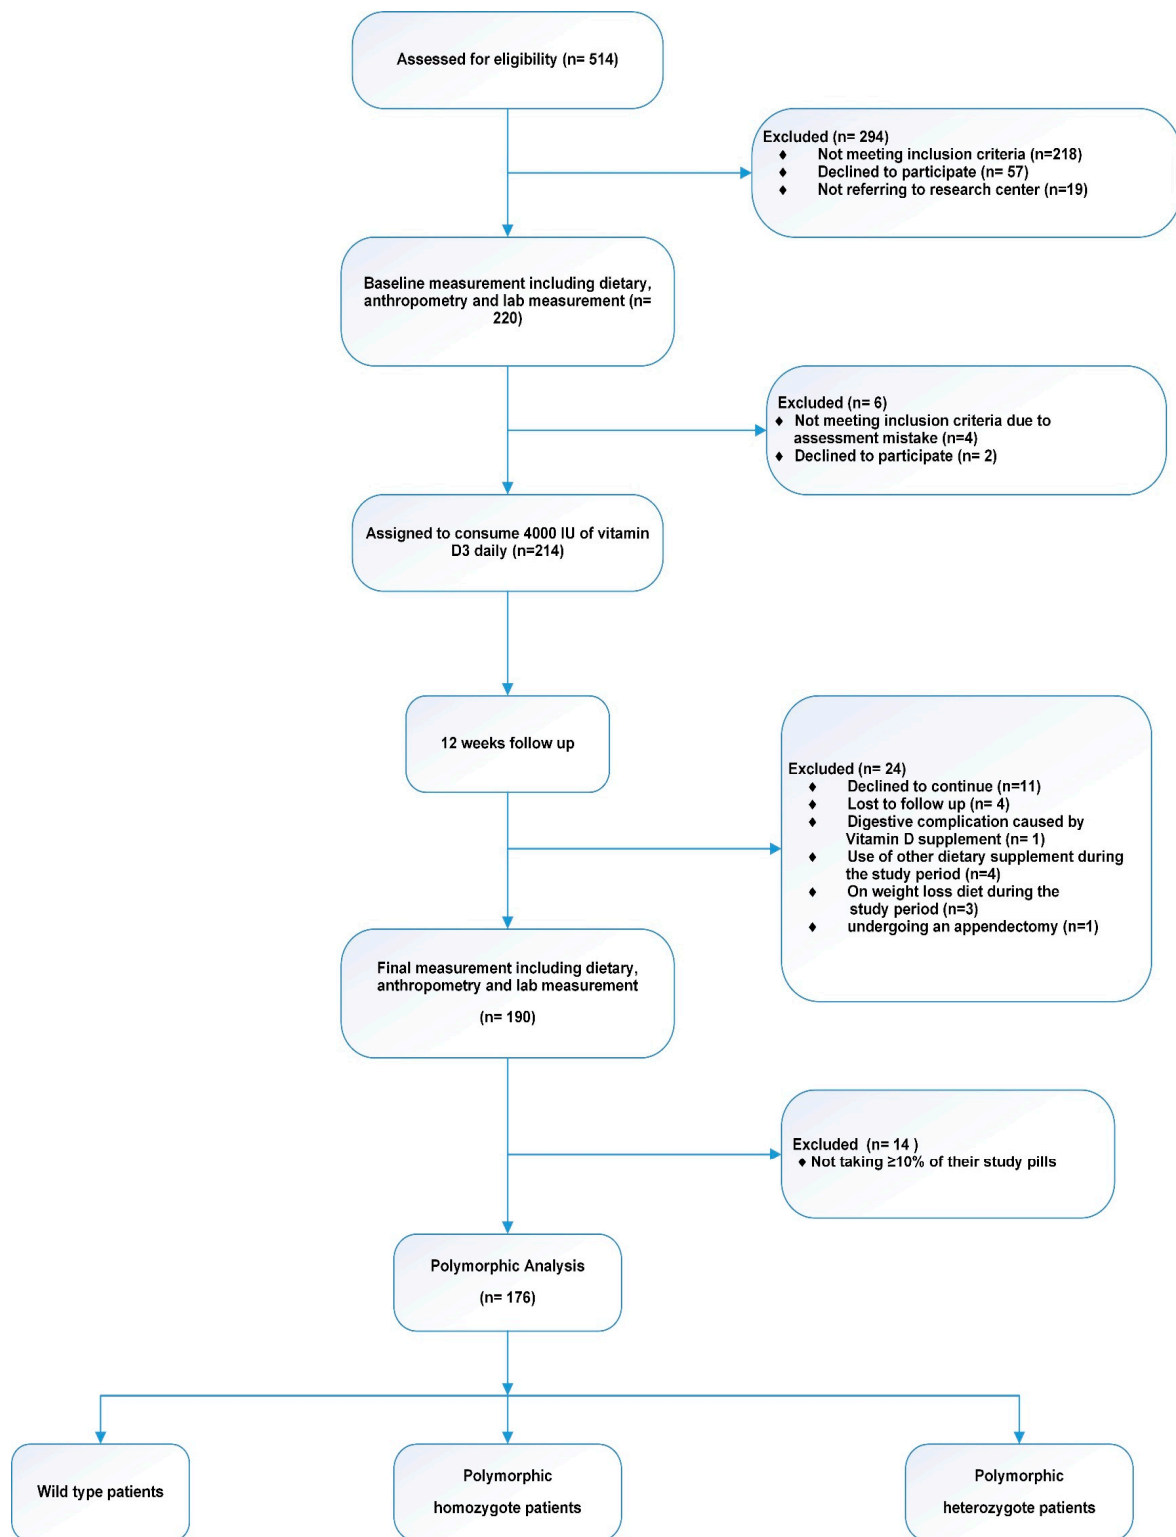 Assessed for eligibility (n= 514)
Excluded (n= 294)
♦ Not meeting inclusion criteria (n=218)
♦ Declined to participate (n= 57)
♦ Not referring to research center (n=19)
Baseline measurement including dietary,
anthropometry and lab measurement (n=
220)
Excluded (n= 6)
♦ Not meeting inclusion criteria due to
assessment mistake (n=4)
♦ Declined to participate (n= 2)
Assigned to consume 4000 IU of vitamin
D3 daily (n=214)
12 weeks follow up
Excluded (n= 24)
♦ Declined to continue (n=11)
♦ Lost to follow up (n= 4)
♦ Digestive complication caused by
Vitamin D supplement (n= 1)
♦ Use of other dietary supplement during
the study period (n=4)
♦ On weight loss diet during the
study period (n=3)
♦ undergoing an appendectomy (n=1)
Final measurement including dietary,
anthropometry and lab measurement
(n= 190)
Excluded (n= 14 )
♦ Not taking ≥10% of their study pills
Polymorphic Analysis
(n= 176)
Wild type patients
Polymorphic
homozygote patients
Polymorphic
heterozygote patients